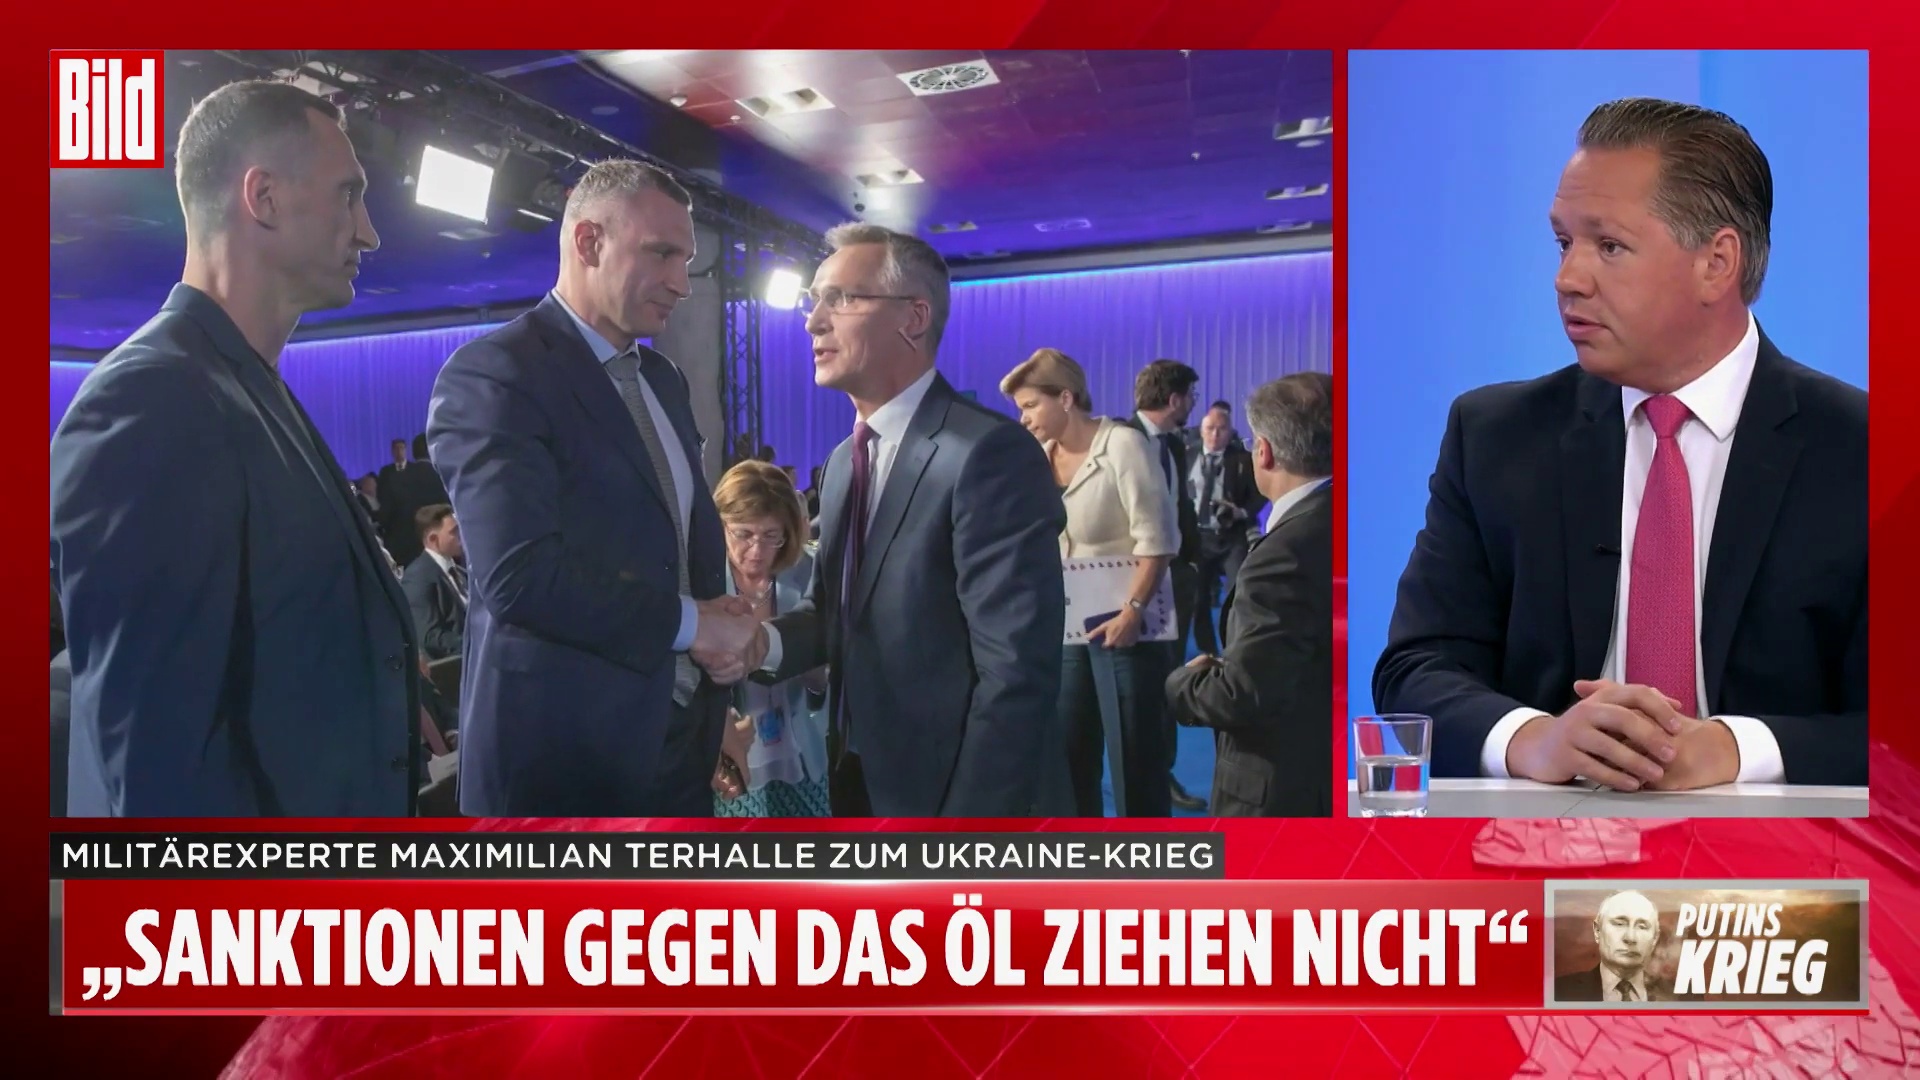 Bild
MILITÄREXPERTE MAXIMILIAN TERHALLE ZUM UKRAINE-KRIEG
„SANKTIONEN GEGEN DAS ÖL ZIEHEN NICHT“
PUTINS
KRIEG